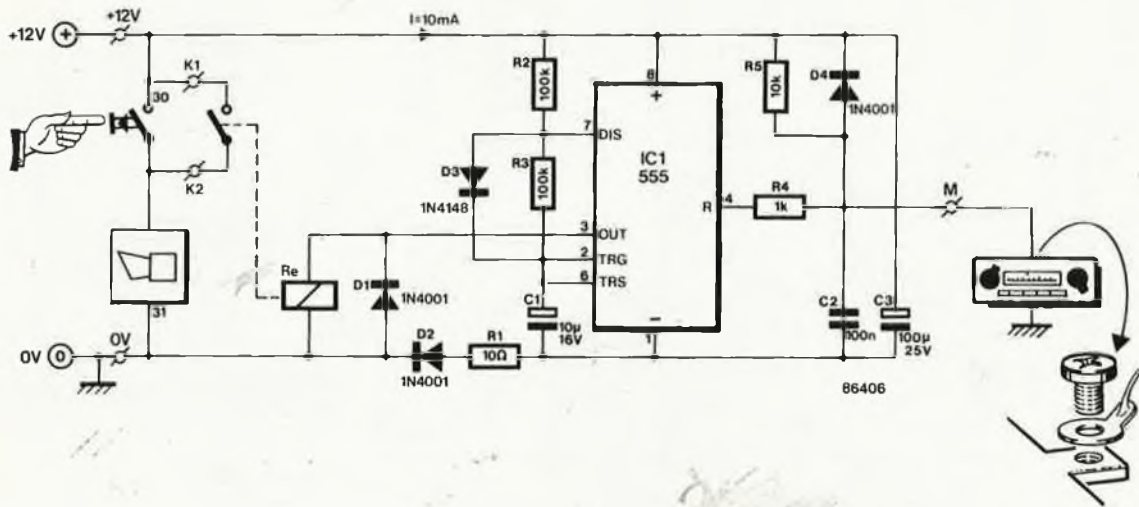 +12V
+12V
I=10mA
K1
30
K2
31
Re
0V
0V
R2
100k
R3
100k
D3
1N4148
D1
1N4001
D2
1N4001
R1
10Ω
C1
10µ
16V
8
+
7
DIS
IC1
555
R
4
3
OUT
2
TRG
6
TRS
−
1
R5
10k
D4
1N4001
R4
1k
M
C2
100n
C3
100µ
25V
86406